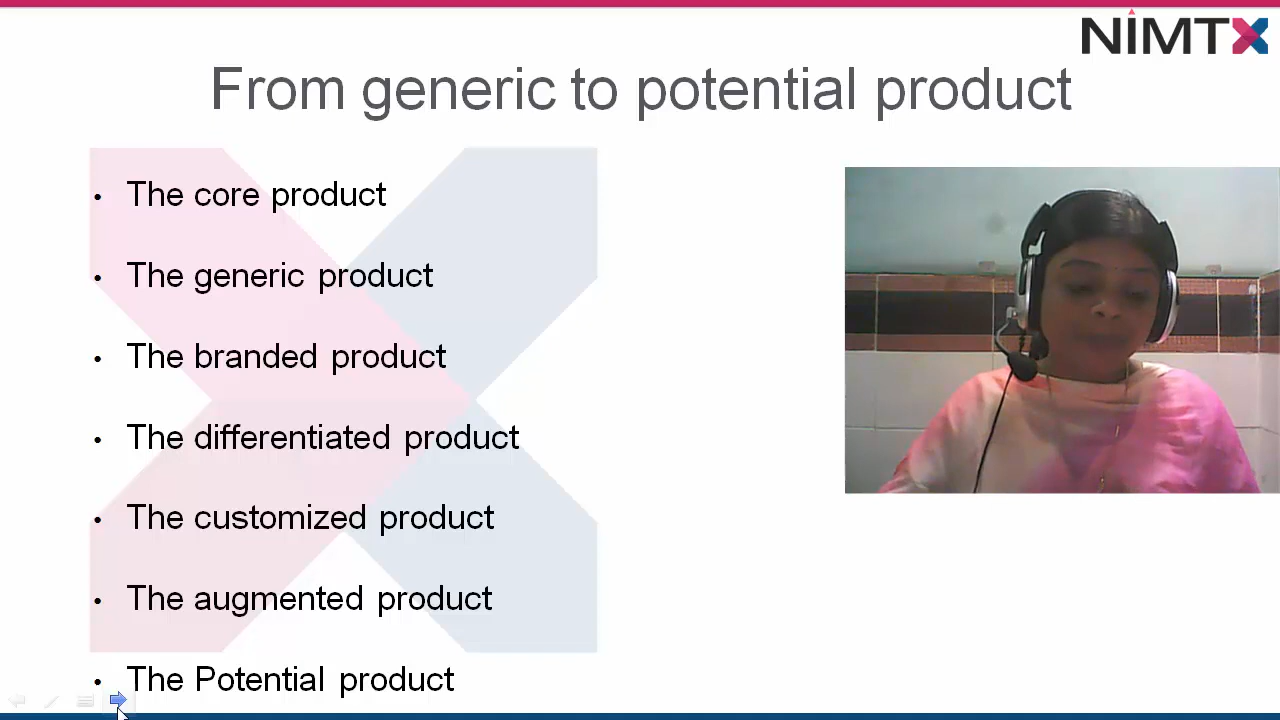 NIMTX
From generic to potential product
• The core product
• The generic product
• The branded product
• The differentiated product
• The customized product
• The augmented product
• The Potential product